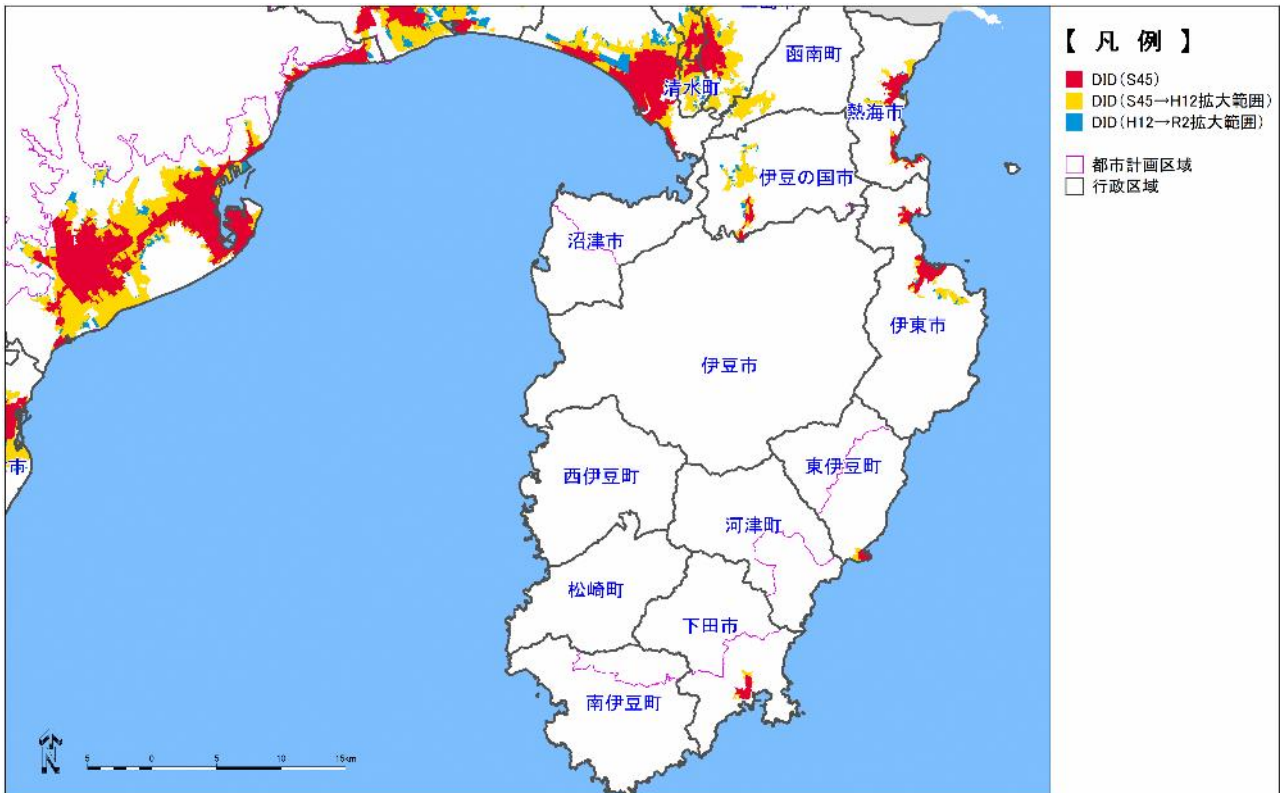 【 凡 例 】
DID(S45)
DID(S45→H12拡大範囲)
DID(H12→R2拡大範囲)
都市計画区域
行政区域
函南町
清水町
熱海市
伊豆の国市
沼津市
伊東市
伊豆市
西伊豆町
東伊豆町
河津町
松崎町
下田市
南伊豆町
市
N
5 0 5 10 15km